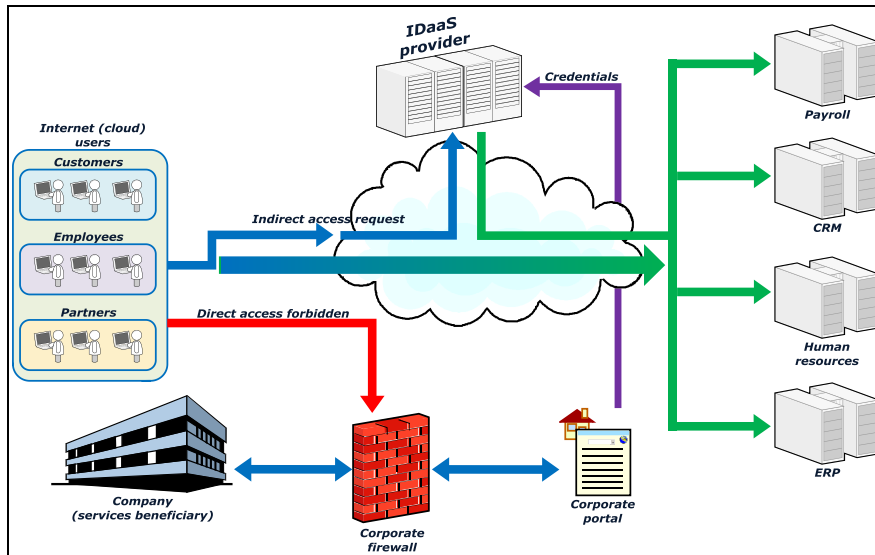 IDaaS
provider
Credentials
Payroll
Internet (cloud)
users
Customers
Indirect access request
CRM
Employees
Partners
Direct access forbidden
Human
resources
ERP
Company
(services beneficiary)
Corporate
firewall
Corporate
portal